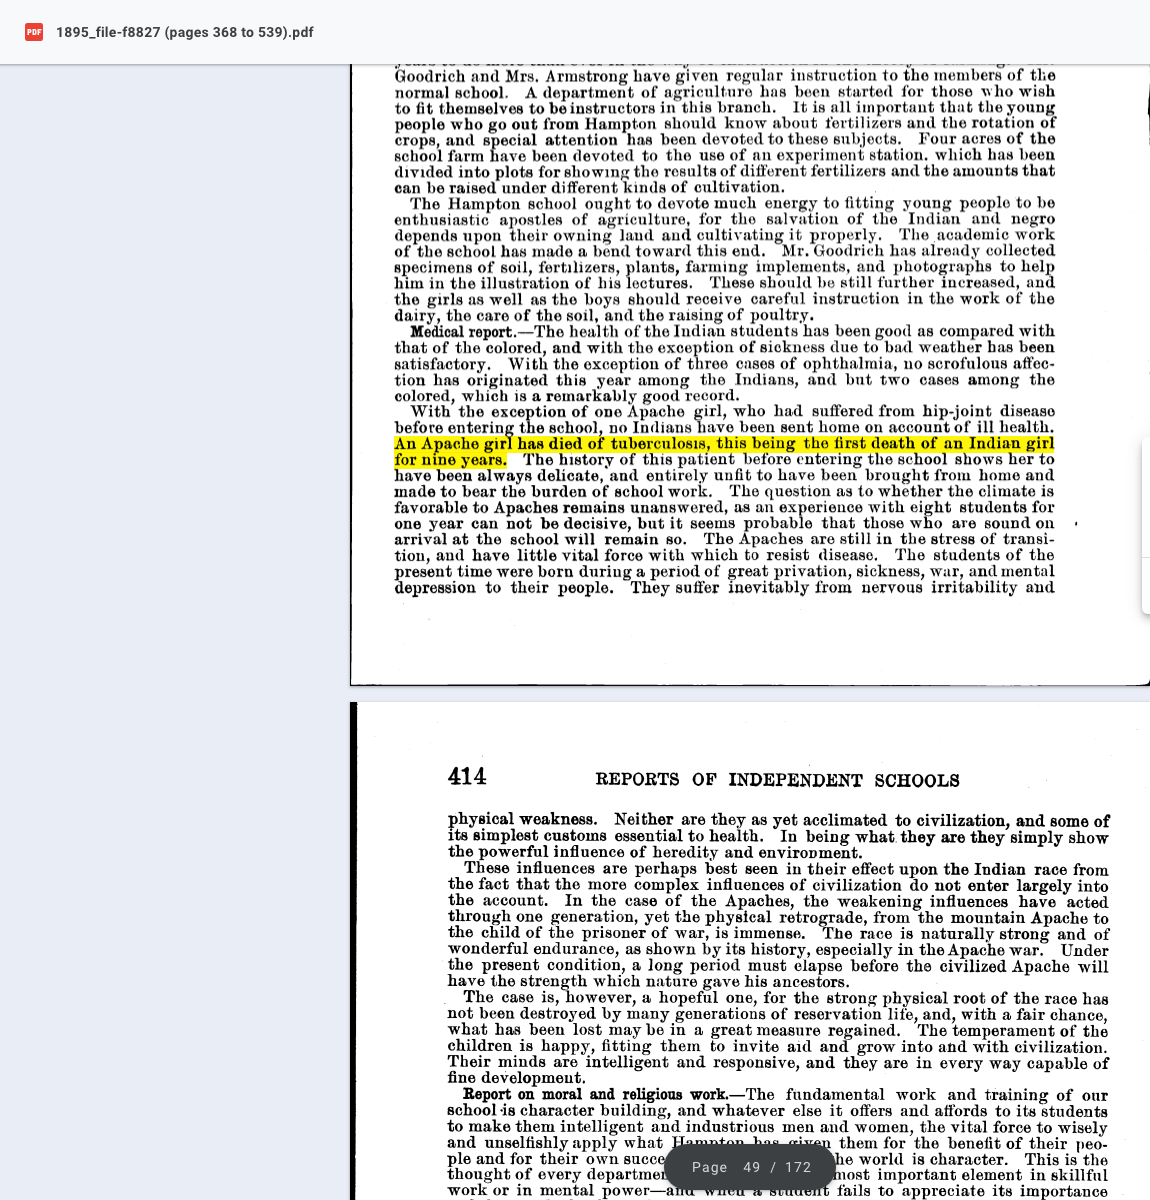 1895_file-f8827 (pages 368 to 539).pdf
Goodrich and Mrs. Armstrong have given regular instruction to the members of the
normal school. A department of agriculture has been started for those who wish
to fit themselves to be instructors in this branch. It is all important that the young
people who go out from Hampton should know about fertilizers and the rotation of
crops, and special attention has been devoted to these subjects. Four acres of the
school farm have been devoted to the use of an experiment station. which has been
divided into plots for showing the results of different fertilizers and the amounts that
can be raised under different kinds of cultivation.
The Hampton school ought to devote much energy to fitting young people to be
enthusiastic apostles of agriculture, for the salvation of the Indian and negro
depends upon their owning land and cultivating it properly. The academic work
of the school has made a bend toward this end. Mr. Goodrich has already collected
specimens of soil, fertilizers, plants, farming implements, and photographs to help
him in the illustration of his lectures. These should be still further increased, and
the girls as well as the boys should receive careful instruction in the work of the
dairy, the care of the soil, and the raising of poultry.
Medical report.—The health of the Indian students has been good as compared with
that of the colored, and with the exception of sickness due to bad weather has been
satisfactory. With the exception of three cases of ophthalmia, no scrofulous affec-
tion has originated this year among the Indians, and but two cases among the
colored, which is a remarkably good record.
With the exception of one Apache girl, who had suffered from hip-joint disease
before entering the school, no Indians have been sent home on account of ill health.
An Apache girl has died of tuberculosis, this being the first death of an Indian girl
for nine years. The history of this patient before entering the school shows her to
have been always delicate, and entirely unfit to have been brought from home and
made to bear the burden of school work. The question as to whether the climate is
favorable to Apaches remains unanswered, as an experience with eight students for
one year can not be decisive, but it seems probable that those who are sound on
arrival at the school will remain so. The Apaches are still in the stress of transi-
tion, and have little vital force with which to resist disease. The students of the
present time were born during a period of great privation, sickness, war, and mental
depression to their people. They suffer inevitably from nervous irritability and
414 REPORTS OF INDEPENDENT SCHOOLS
physical weakness. Neither are they as yet acclimated to civilization, and some of
its simplest customs essential to health. In being what they are they simply show
the powerful influence of heredity and environment.
These influences are perhaps best seen in their effect upon the Indian race from
the fact that the more complex influences of civilization do not enter largely into
the account. In the case of the Apaches, the weakening influences have acted
through one generation, yet the physical retrograde, from the mountain Apache to
the child of the prisoner of war, is immense. The race is naturally strong and of
wonderful endurance, as shown by its history, especially in the Apache war. Under
the present condition, a long period must elapse before the civilized Apache will
have the strength which nature gave his ancestors.
The case is, however, a hopeful one, for the strong physical root of the race has
not been destroyed by many generations of reservation life, and, with a fair chance,
what has been lost may be in a great measure regained. The temperament of the
children is happy, fitting them to invite aid and grow into and with civilization.
Their minds are intelligent and responsive, and they are in every way capable of
fine development.
Report on moral and religious work.—The fundamental work and training of our
school is character building, and whatever else it offers and affords to its students
to make them intelligent and industrious men and women, the vital force to wisely
and unselfishly apply what Hampton has given them for the benefit of their peo-
ple and for their own succe he world is character. This is the
thought of every departmen most important element in skillful
work or in mental power—and when a student fails to appreciate its importance
Page 49 / 172